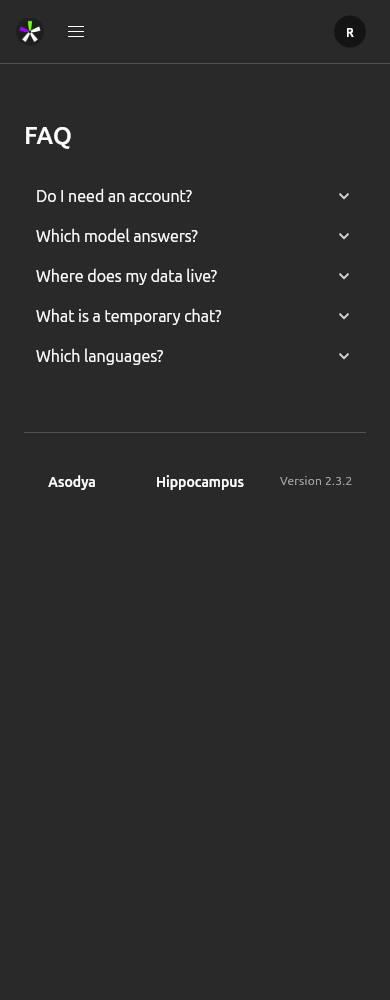 R
FAQ
Do I need an account?
Which model answers?
Where does my data live?
What is a temporary chat?
Which languages?
Asodya Hippocampus Version 2.3.2